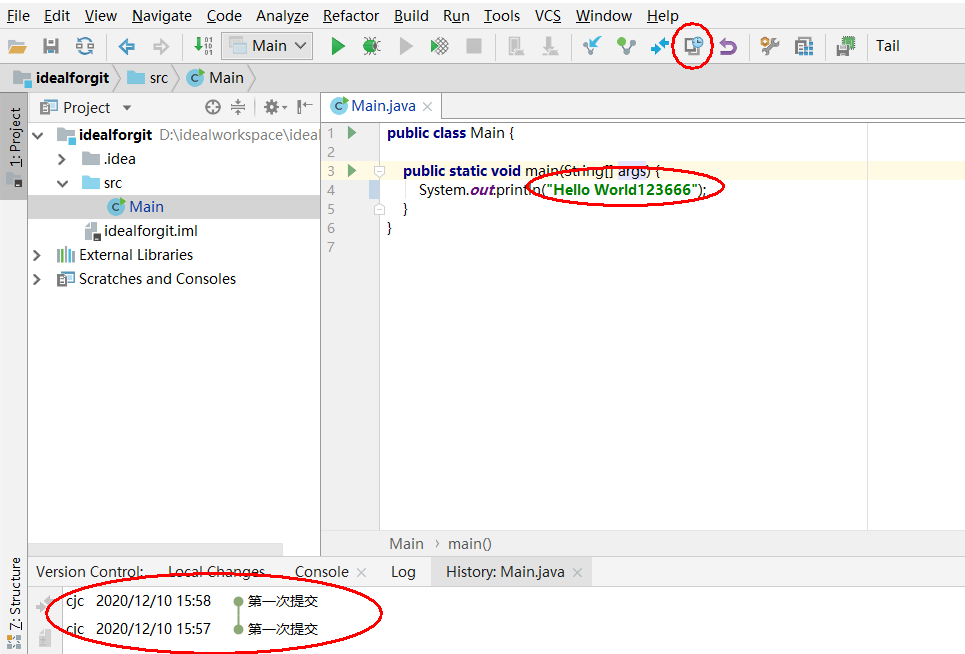 File Edit View Navigate Code Analyze Refactor Build Run Tools VCS Window Help
Main Tail
idealforgit src Main
1: Project
Project
Main.java
idealforgit D:\idealworkspace\ideal
.idea
src
Main
idealforgit.iml
External Libraries
Scratches and Consoles
1 public class Main {
2
3 public static void main(String[] args) {
4 System.out.println("Hello World123666");
5 }
6 }
7
Main › main()
Z: Structure
Version Control: Local Changes Console Log History: Main.java
cjc 2020/12/10 15:58 第一次提交
cjc 2020/12/10 15:57 第一次提交